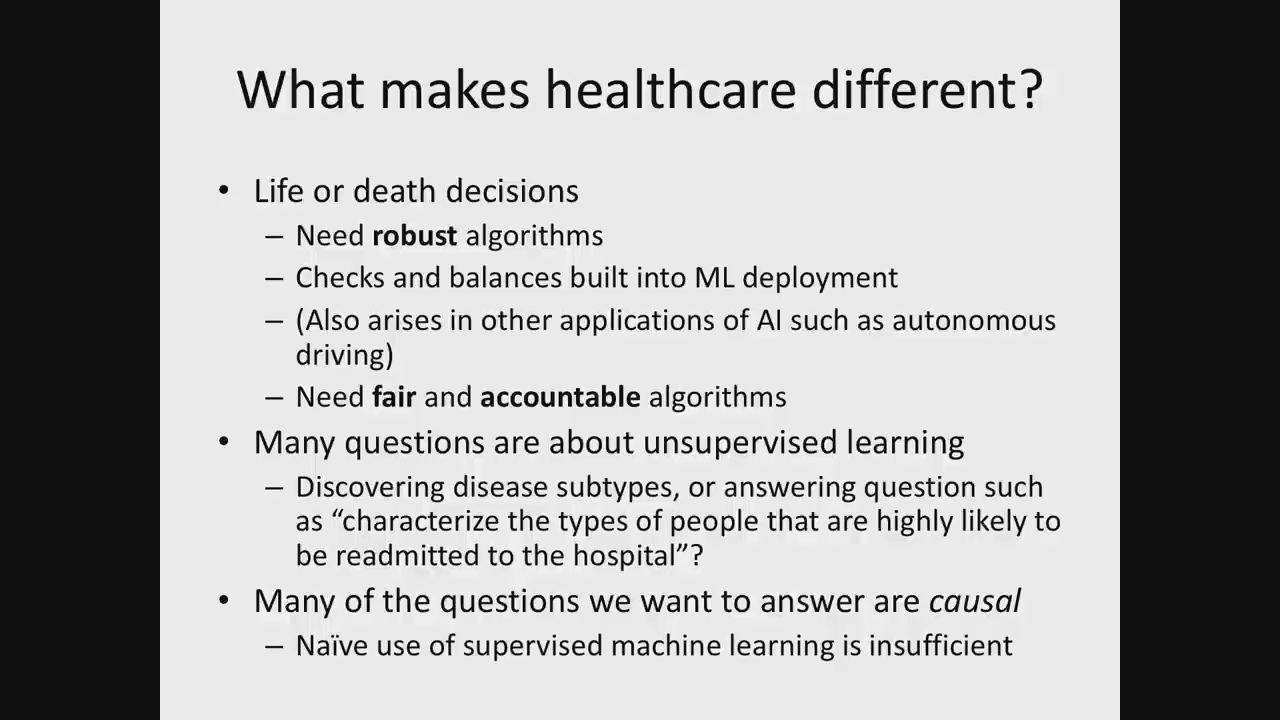 What makes healthcare different?
• Life or death decisions
– Need robust algorithms
– Checks and balances built into ML deployment
– (Also arises in other applications of AI such as autonomous
driving)
– Need fair and accountable algorithms
• Many questions are about unsupervised learning
– Discovering disease subtypes, or answering question such
as “characterize the types of people that are highly likely to
be readmitted to the hospital”?
• Many of the questions we want to answer are causal
– Naïve use of supervised machine learning is insufficient